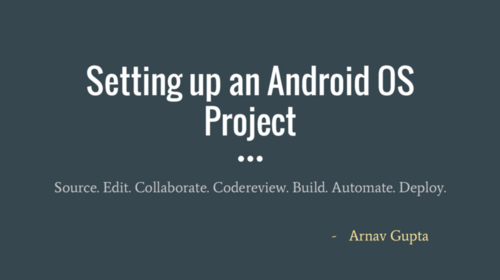 Setting up an Android OS
Project
Source. Edit. Collaborate. Codereview. Build. Automate. Deploy.
- Arnav Gupta